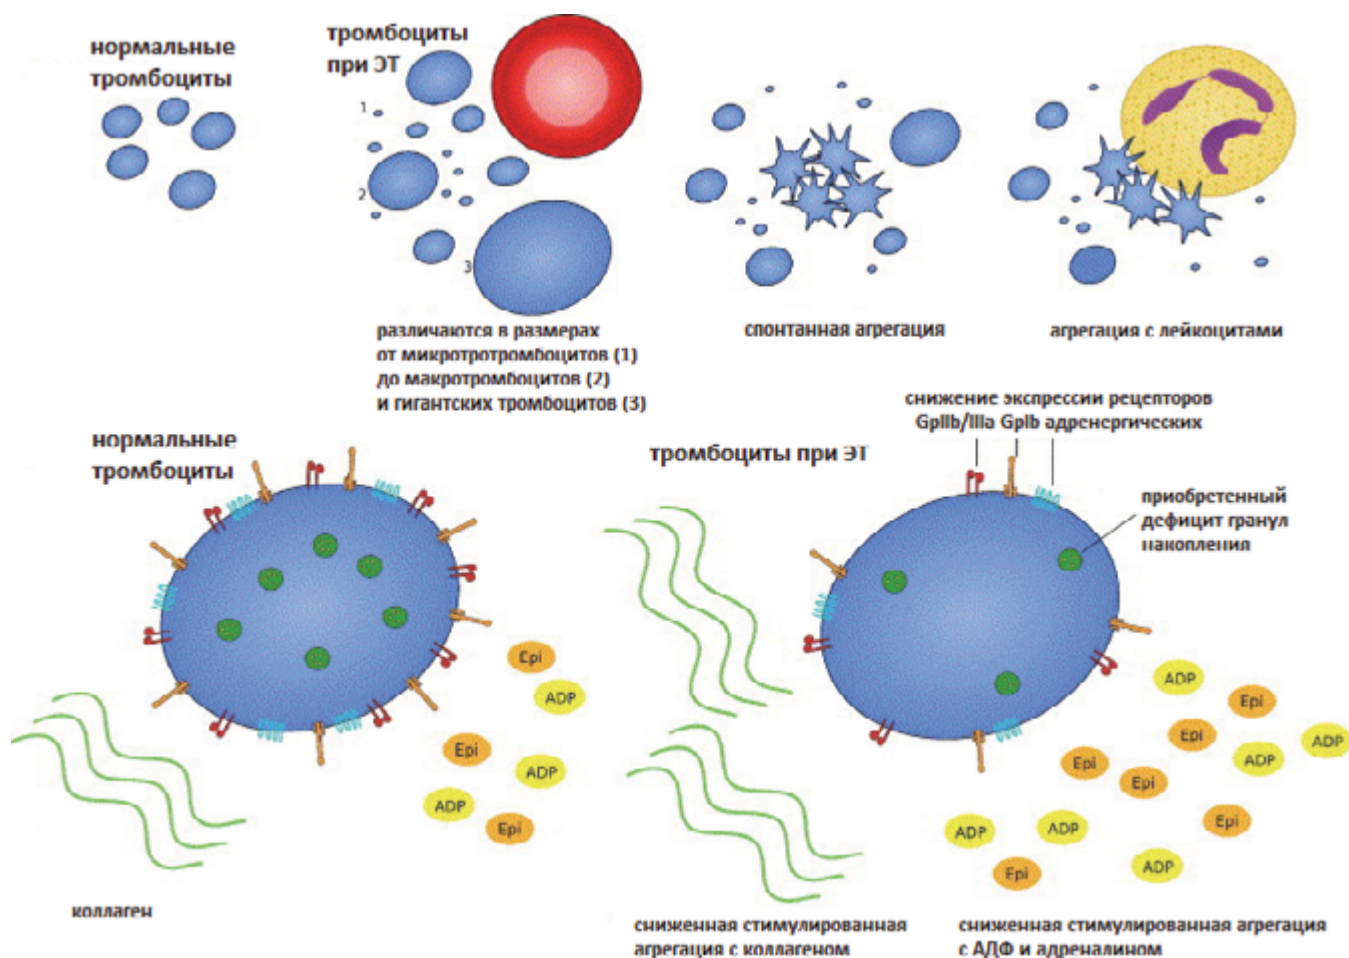 нормальные
тромбоциты
тромбоциты
при ЭТ
1
2
3
различаются в размерах
от микротротромбоцитов (1)
до макротромбоцитов (2)
и гигантских тромбоцитов (3)
спонтанная агрегация
агрегация с лейкоцитами
нормальные
тромбоциты
тромбоциты при ЭТ
снижение экспрессии рецепторов
GpIIb/IIIa GpIb адренергических
приобретенный
дефицит гранул
накопления
Epi
ADP
Epi
ADP
ADP
Epi
ADP
Epi
Epi
ADP
ADP
Epi
Epi
Epi
ADP
ADP
ADP
Epi
коллаген
сниженная стимулированная
агрегация с коллагеном
сниженная стимулированная агрегация
с АДФ и адреналином